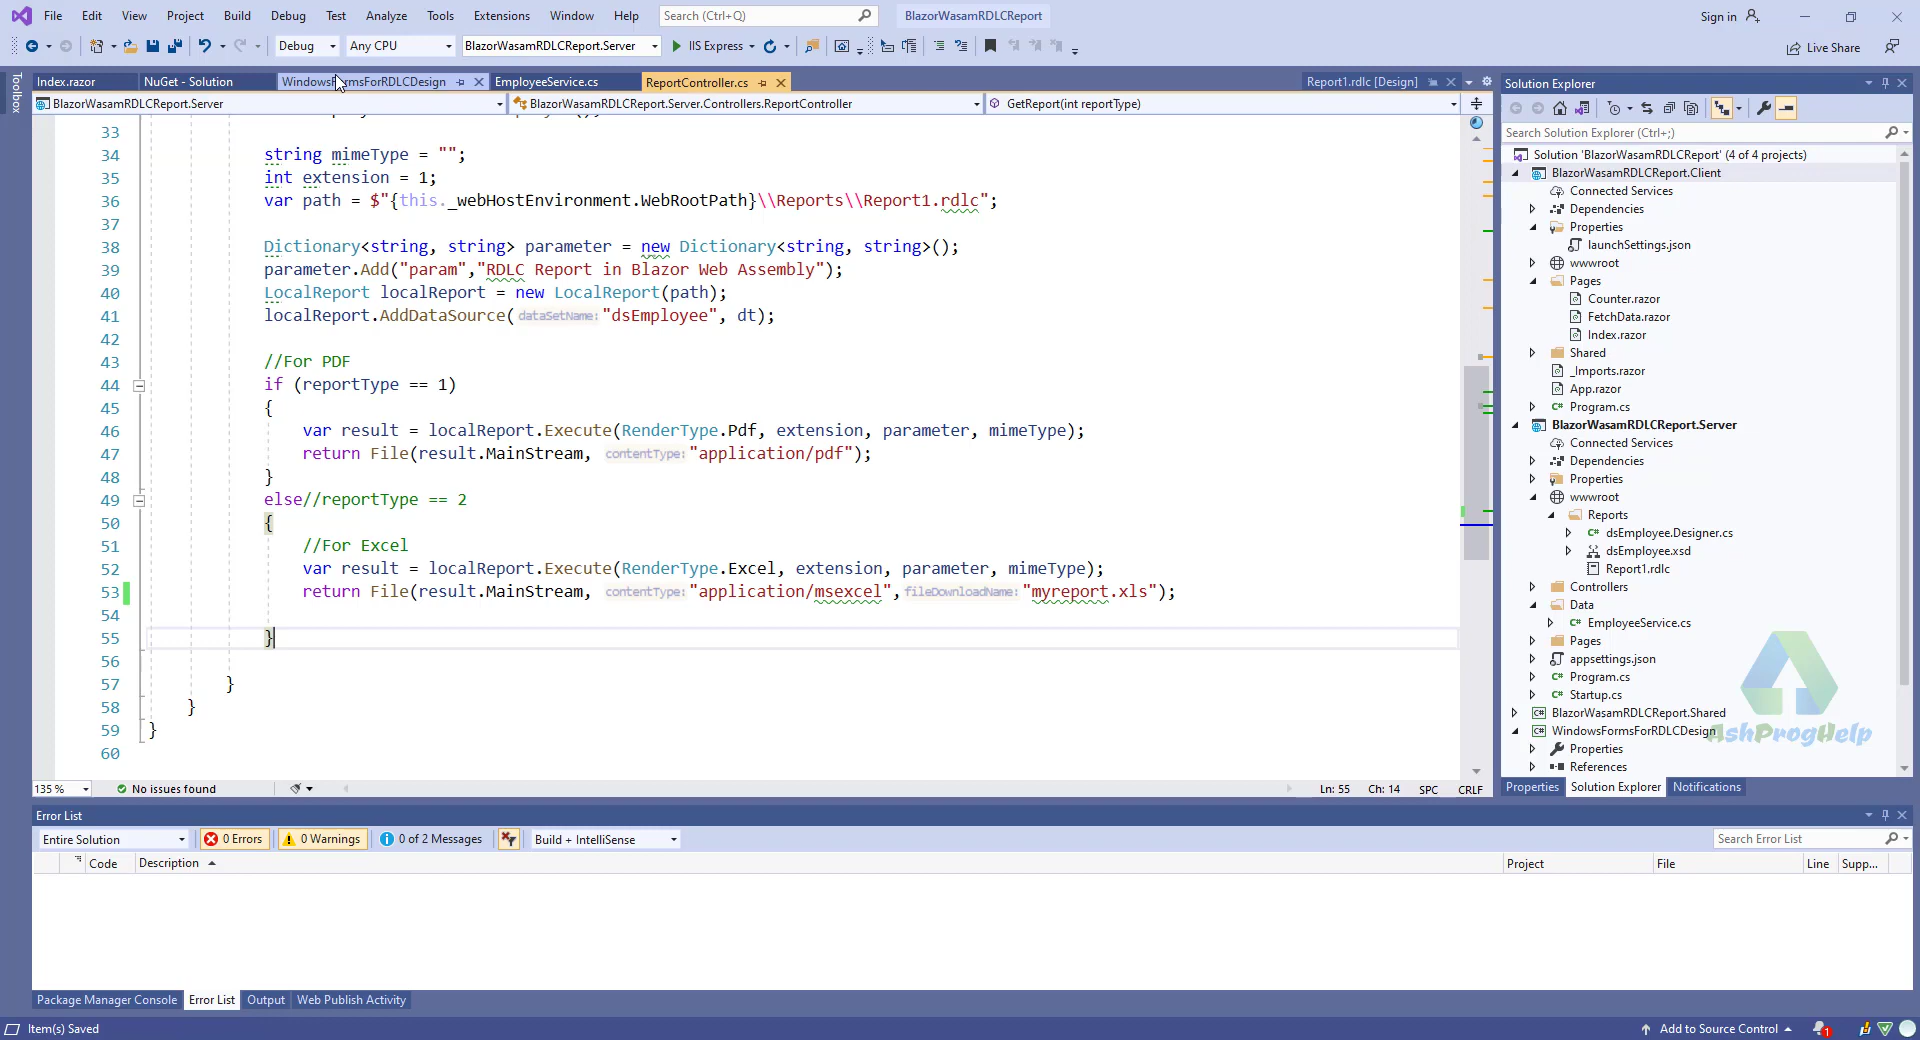 File Edit View Project Build Debug Test Analyze Tools Extensions Window Help Search (Ctrl+Q) BlazorWasamRDLCReport Sign in
Debug Any CPU BlazorWasamRDLCReport.Server IIS Express Live Share
Toolbox
Index.razor NuGet - Solution WindowsFormsForRDLCDesign EmployeeService.cs ReportController.cs Report1.rdlc [Design]
BlazorWasamRDLCReport.Server BlazorWasamRDLCReport.Server.Controllers.ReportController GetReport(int reportType)
33
34 string mimeType = "";
35 int extension = 1;
36 var path = $"{this._webHostEnvironment.WebRootPath}\\Reports\\Report1.rdlc";
37
38 Dictionary<string, string> parameter = new Dictionary<string, string>();
39 parameter.Add("param","RDLC Report in Blazor Web Assembly");
40 LocalReport localReport = new LocalReport(path);
41 localReport.AddDataSource(dataSetName:"dsEmployee", dt);
42
43 //For PDF
44 if (reportType == 1)
45 {
46 var result = localReport.Execute(RenderType.Pdf, extension, parameter, mimeType);
47 return File(result.MainStream, contentType:"application/pdf");
48 }
49 else//reportType == 2
50 {
51 //For Excel
52 var result = localReport.Execute(RenderType.Excel, extension, parameter, mimeType);
53 return File(result.MainStream, contentType:"application/msexcel",fileDownloadName:"myreport.xls");
54
55 }
56
57 }
58 }
59 }
60
135 % No issues found Ln: 55 Ch: 14 SPC CRLF
Solution Explorer
Search Solution Explorer (Ctrl+;)
Solution 'BlazorWasamRDLCReport' (4 of 4 projects)
BlazorWasamRDLCReport.Client
Connected Services
Dependencies
Properties
launchSettings.json
wwwroot
Pages
Counter.razor
FetchData.razor
Index.razor
Shared
_Imports.razor
App.razor
C# Program.cs
BlazorWasamRDLCReport.Server
Connected Services
Dependencies
Properties
wwwroot
Reports
C# dsEmployee.Designer.cs
dsEmployee.xsd
Report1.rdlc
Controllers
Data
C# EmployeeService.cs
Pages
appsettings.json
C# Program.cs
C# Startup.cs
C# BlazorWasamRDLCReport.Shared
C# WindowsFormsForRDLCDesign
AshProgHelp
Properties
References
Properties Solution Explorer Notifications
Error List
Entire Solution 0 Errors 0 Warnings 0 of 2 Messages Build + IntelliSense Search Error List
Code Description Project File Line Supp...
Package Manager Console Error List Output Web Publish Activity
Item(s) Saved Add to Source Control 1